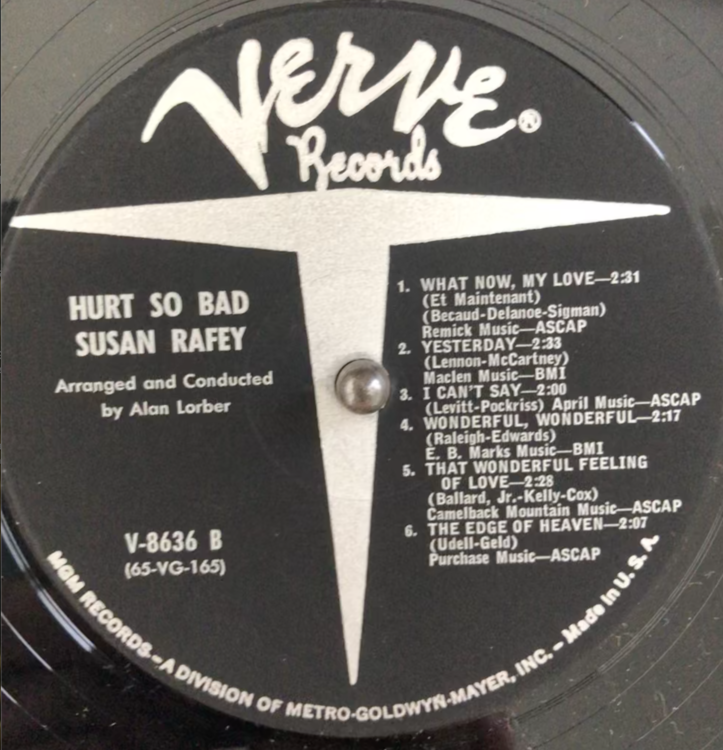 VERVE®
Records
HURT SO BAD
SUSAN RAFEY
Arranged and Conducted
by Alan Lorber
V-8636 B
(65-VG-165)
1. WHAT NOW, MY LOVE—2:31
(Et Maintenant)
(Becaud-Delanoe-Sigman)
Remick Music—ASCAP
2. YESTERDAY—2:33
(Lennon-McCartney)
Maclen Music—BMI
3. I CAN'T SAY—2:00
(Levitt-Pockriss) April Music—ASCAP
4. WONDERFUL, WONDERFUL—2:17
(Raleigh-Edwards)
E. B. Marks Music—BMI
5. THAT WONDERFUL FEELING
OF LOVE—2:28
(Ballard, Jr.-Kelly-Cox)
Camelback Mountain Music—ASCAP
6. THE EDGE OF HEAVEN—2:07
(Udell-Geld)
Purchase Music—ASCAP
MGM RECORDS – A DIVISION OF METRO-GOLDWYN-MAYER, INC. – Made in U. S. A.